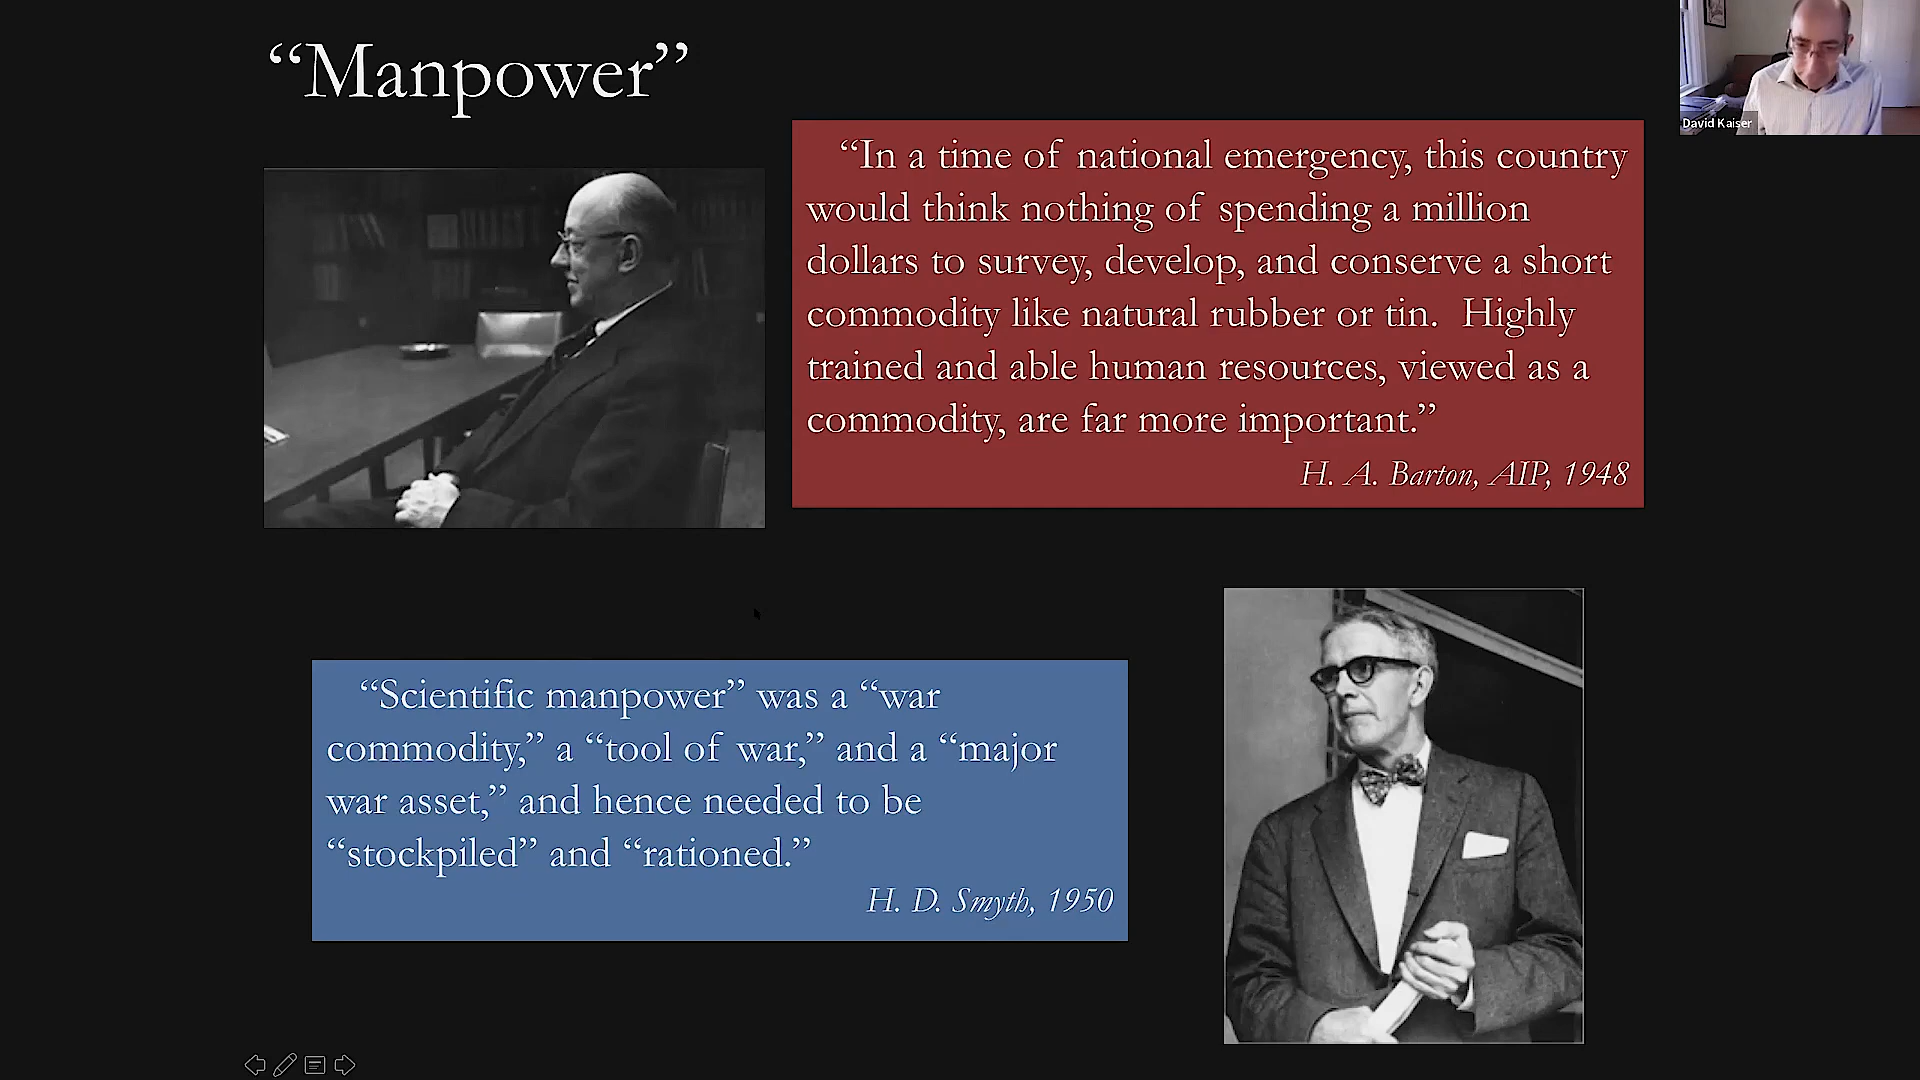 “Manpower”
David Kaiser
“In a time of national emergency, this country
would think nothing of spending a million
dollars to survey, develop, and conserve a short
commodity like natural rubber or tin.  Highly
trained and able human resources, viewed as a
commodity, are far more important.”
H. A. Barton, AIP, 1948
“Scientific manpower” was a “war
commodity,” a “tool of war,” and a “major
war asset,” and hence needed to be
“stockpiled” and “rationed.”
H. D. Smyth, 1950